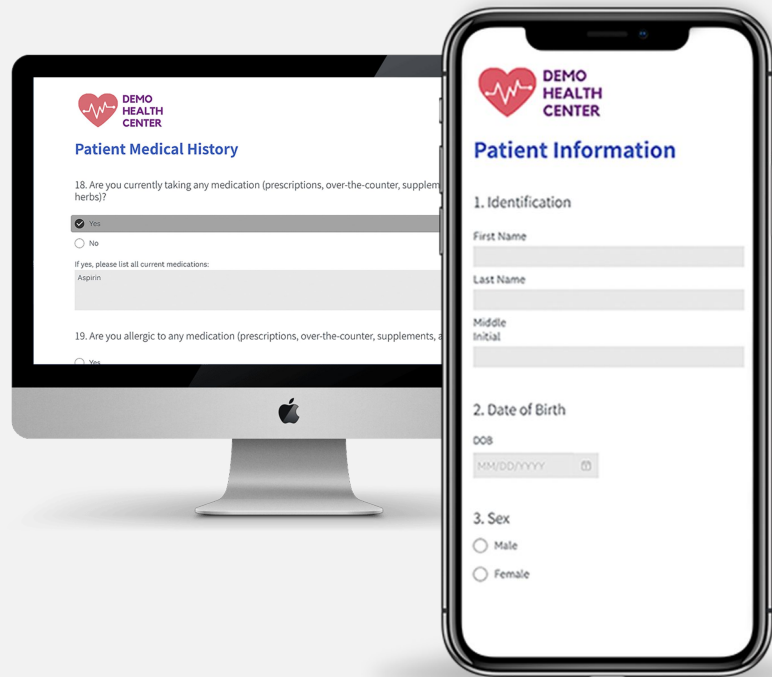 DEMO
HEALTH
CENTER
Patient Medical History
18. Are you currently taking any medication (prescriptions, over-the-counter,
herbs)?
Yes
No
If yes, please list all current medications:
Aspirin
19. Are you allergic to any medication (prescriptions, over-the-counter, supplements,
Yes
DEMO
HEALTH
CENTER
Patient Information
1. Identification
First Name
Last Name
Middle
Initial
2. Date of Birth
DOB
MM/DD/YYYY
3. Sex
Male
Female